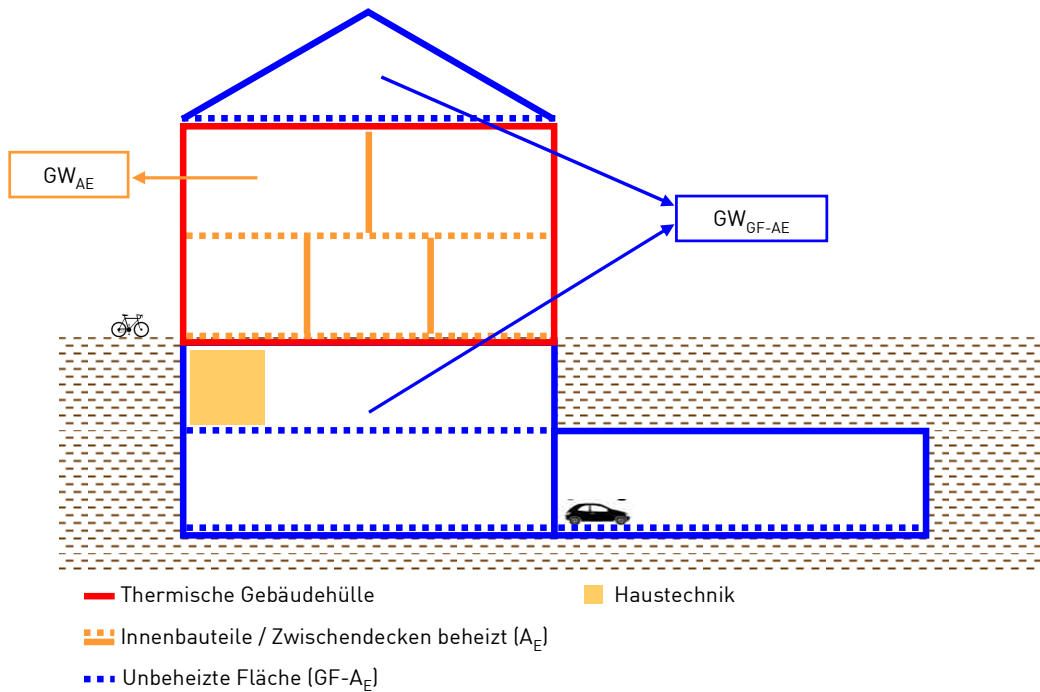 GW_AE
GW_GF-AE
Thermische Gebäudehülle
Haustechnik
Innenbauteile / Zwischendecken beheizt (A_E)
Unbeheizte Fläche (GF-A_E)